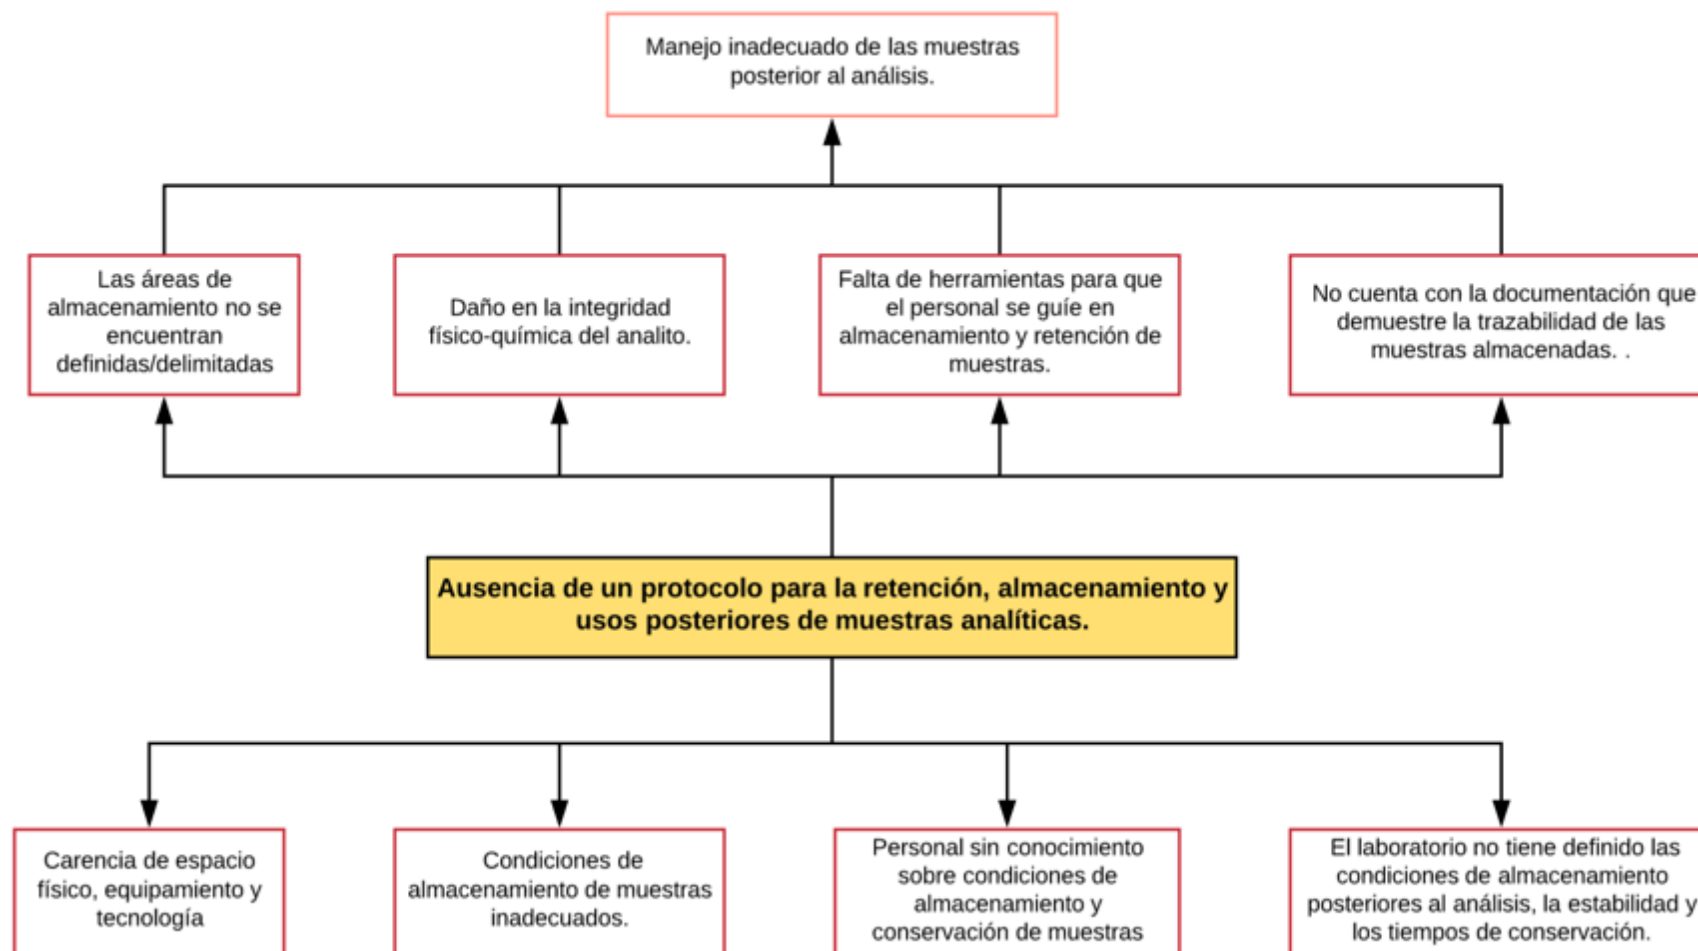 Manejo inadecuado de las muestras
posterior al análisis.
Las áreas de
almacenamiento no se
encuentran
definidas/delimitadas
Daño en la integridad
físico-química del analito.
Falta de herramientas para que
el personal se guíe en
almacenamiento y retención de
muestras.
No cuenta con la documentación que
demuestre la trazabilidad de las
muestras almacenadas. .
Ausencia de un protocolo para la retención, almacenamiento y
usos posteriores de muestras analíticas.
Carencia de espacio
físico, equipamiento y
tecnología
Condiciones de
almacenamiento de muestras
inadecuados.
Personal sin conocimiento
sobre condiciones de
almacenamiento y
conservación de muestras
El laboratorio no tiene definido las
condiciones de almacenamiento
posteriores al análisis, la estabilidad y
los tiempos de conservación.